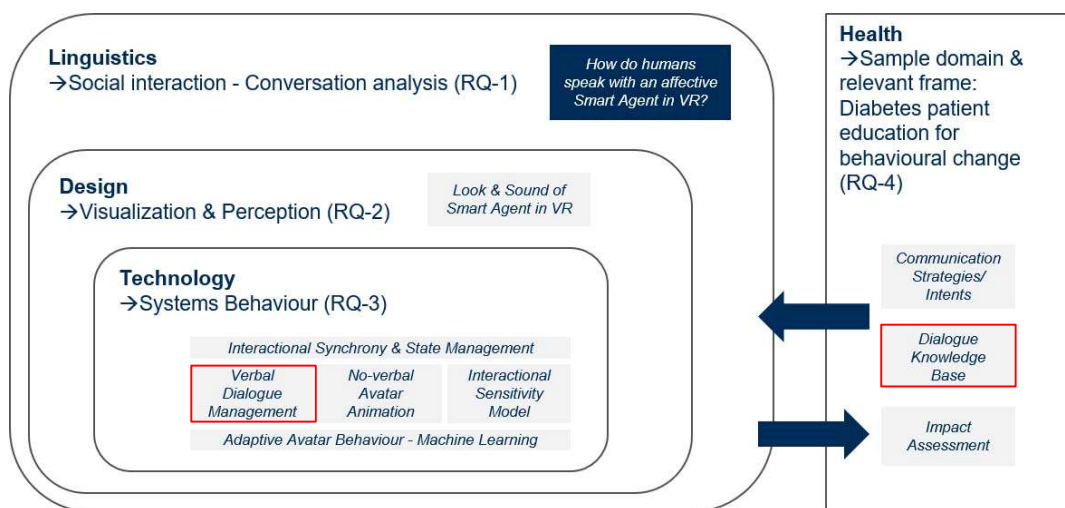 Linguistics
→Social interaction - Conversation analysis (RQ-1)
How do humans
speak with an affective
Smart Agent in VR?
Design
→Visualization & Perception (RQ-2)
Look & Sound of
Smart Agent in VR
Technology
→Systems Behaviour (RQ-3)
Interactional Synchrony & State Management
Verbal
Dialogue
Management
No-verbal
Avatar
Animation
Interactional
Sensitivity
Model
Adaptive Avatar Behaviour - Machine Learning
Health
→Sample domain &
relevant frame:
Diabetes patient
education for
behavioural change
(RQ-4)
Communication
Strategies/
Intents
Dialogue
Knowledge
Base
Impact
Assessment